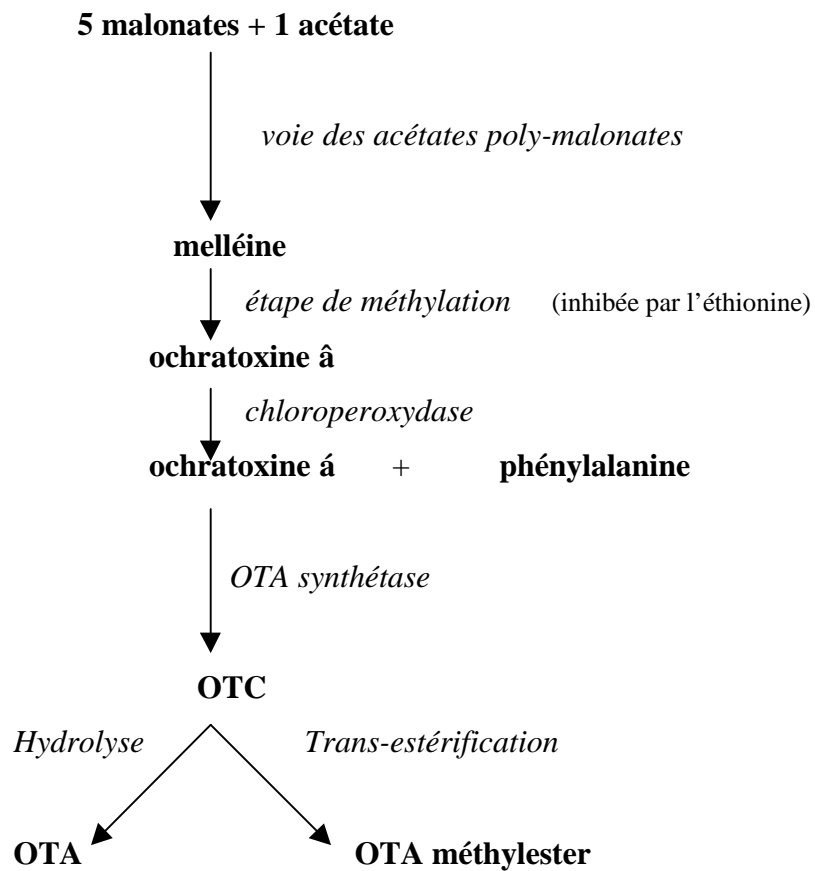 5 malonates + 1 acétate
voie des acétates poly-malonates
melléine
étape de méthylation (inhibée par l’éthionine)
ochratoxine â
chloroperoxydase
ochratoxine á + phénylalanine
OTA synthétase
OTC
Hydrolyse Trans-estérification
OTA OTA méthylester